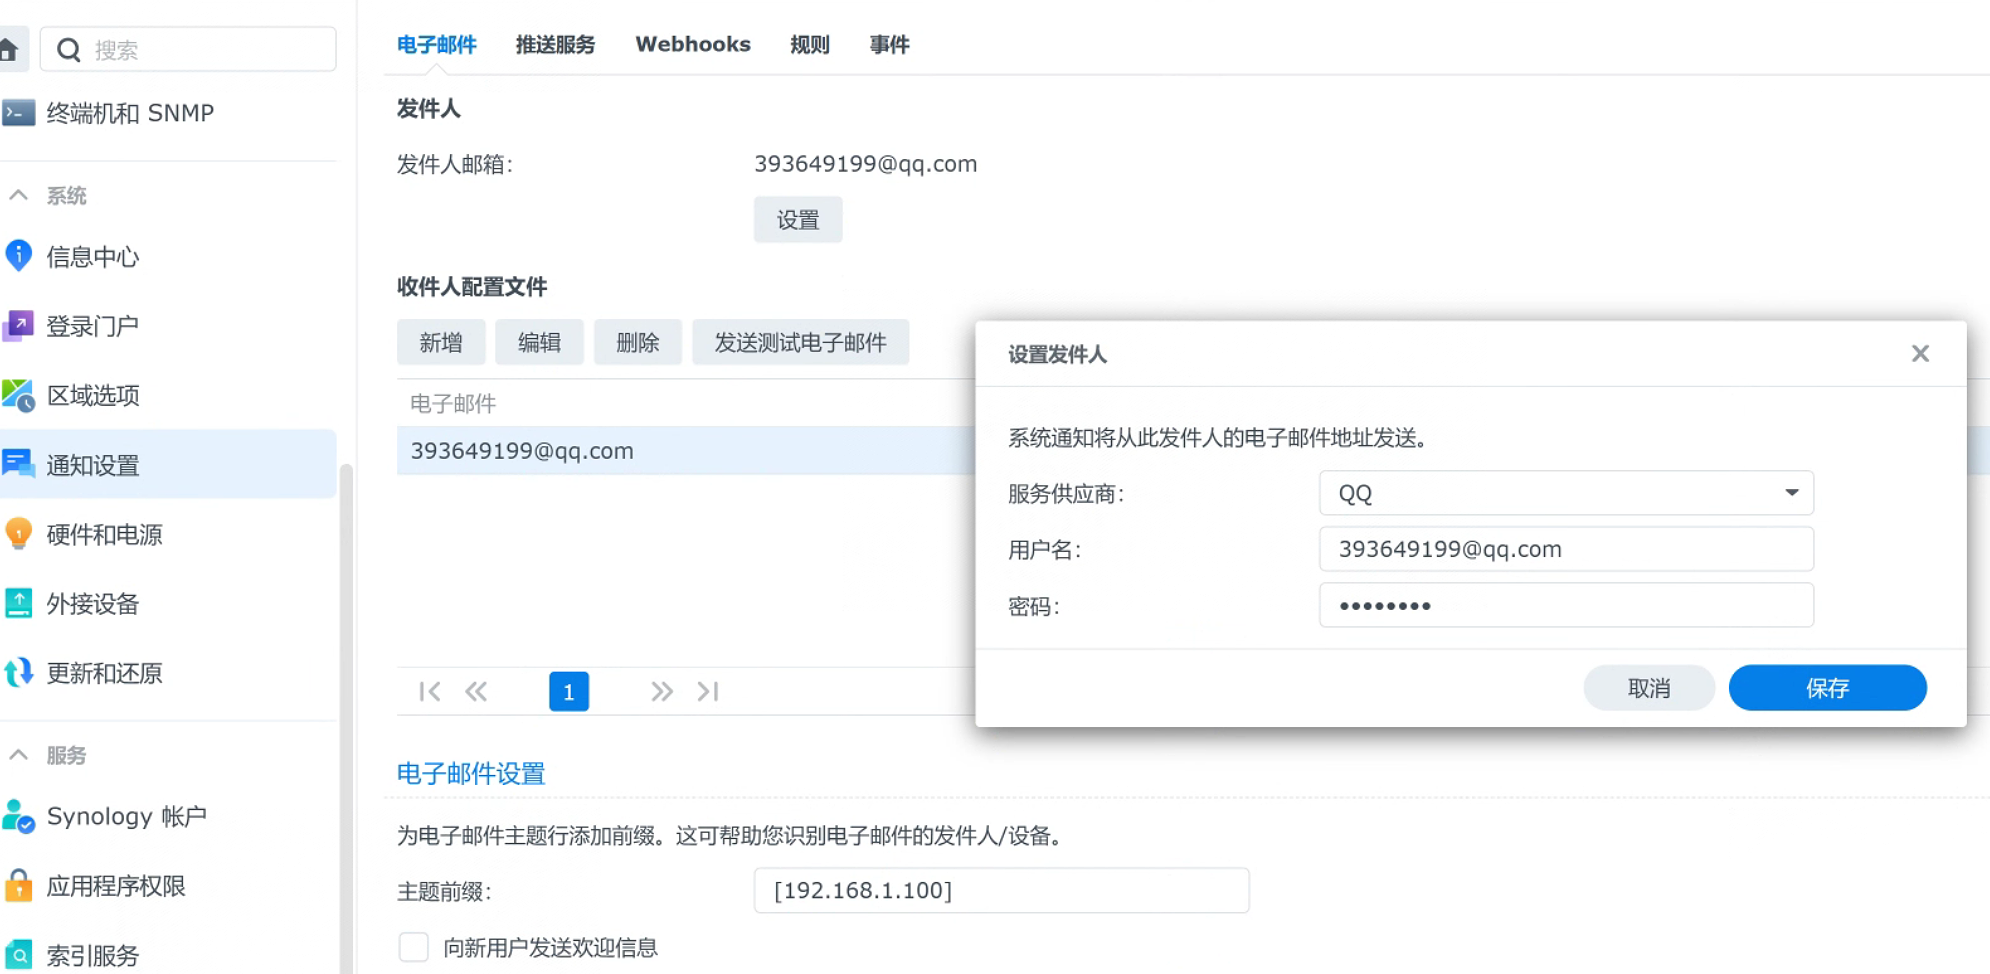 搜索
终端机和 SNMP
系统
信息中心
登录门户
区域选项
通知设置
硬件和电源
外接设备
更新和还原
服务
Synology 帐户
应用程序权限
索引服务
电子邮件 推送服务 Webhooks 规则 事件
发件人
发件人邮箱: 393649199@qq.com
设置
收件人配置文件
新增 编辑 删除 发送测试电子邮件
电子邮件
393649199@qq.com
1
电子邮件设置
为电子邮件主题行添加前缀。这可帮助您识别电子邮件的发件人/设备。
主题前缀: [192.168.1.100]
向新用户发送欢迎信息
设置发件人
系统通知将从此发件人的电子邮件地址发送。
服务供应商: QQ
用户名: 393649199@qq.com
密码: ••••••••
取消 保存